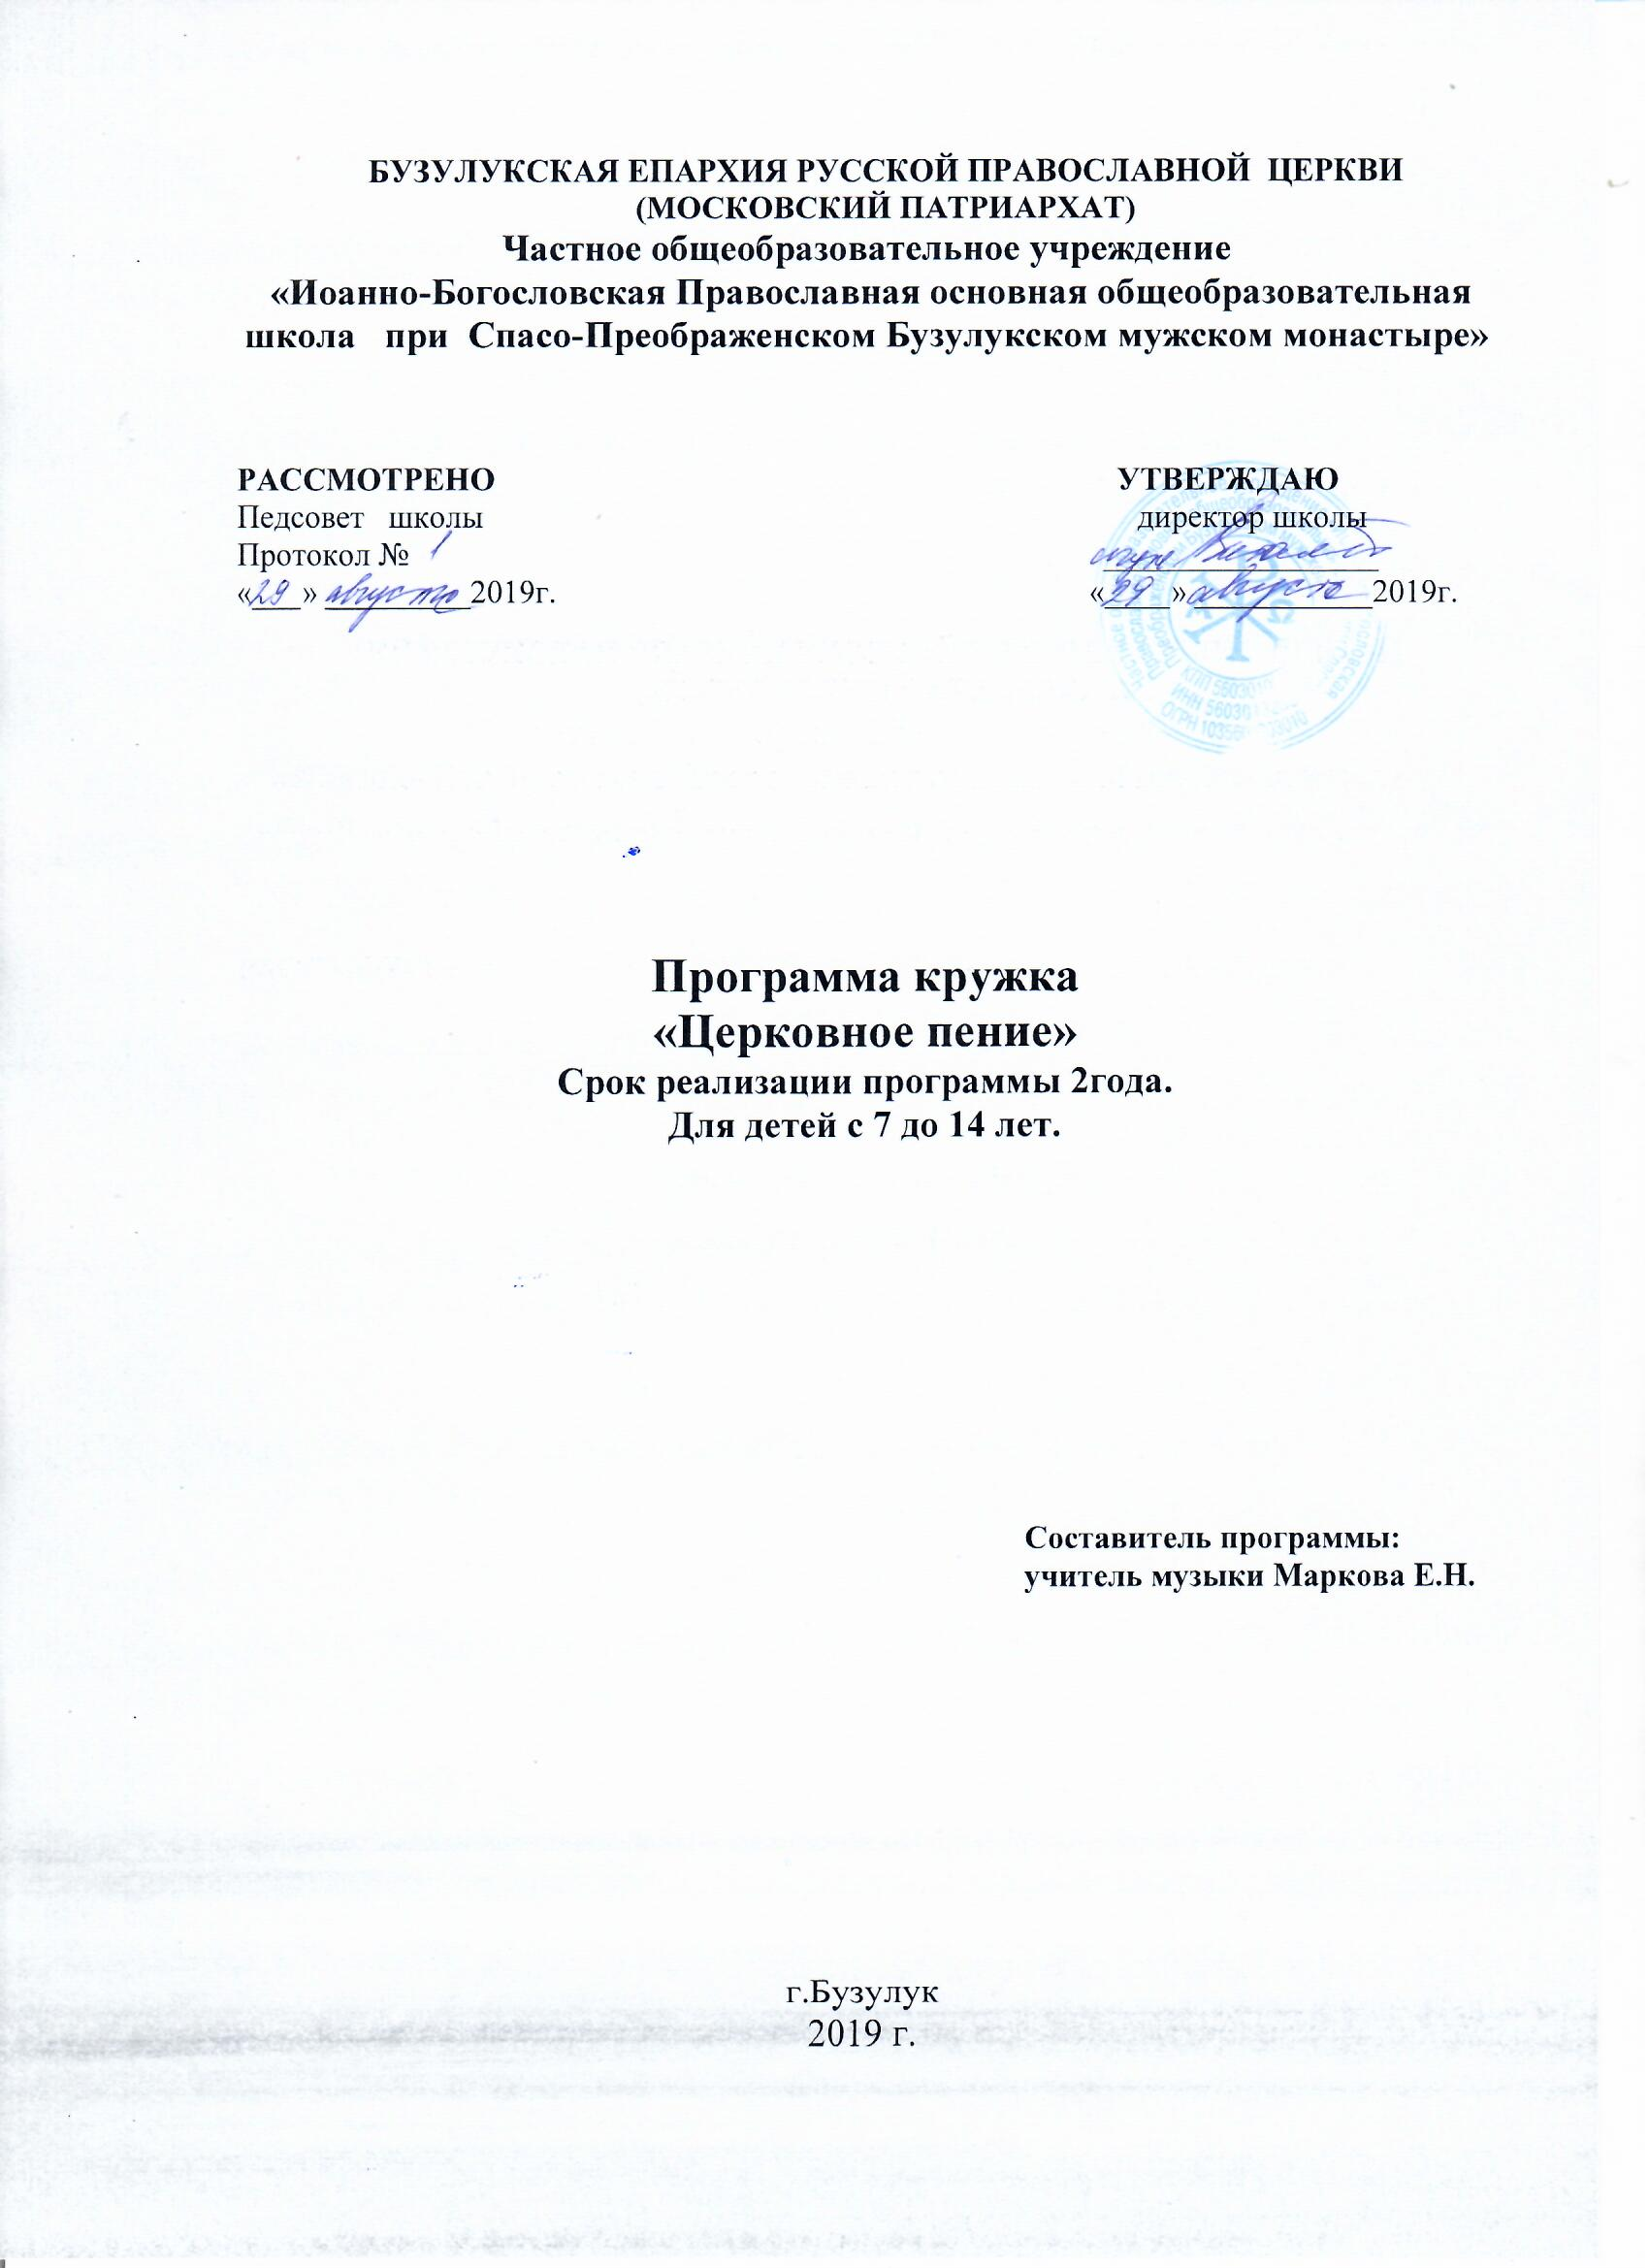 БУЗУЛУКСКАЯ ЕПАРХИЯ РУССКОЙ ПРАВОСЛАВНОЙ ЦЕРКВИ
(МОСКОВСКИЙ ПАТРИАРХАТ)
Частное общеобразовательное учреждение
«Иоанно-Богословская Православная основная общеобразовательная
школа при Спасо-Преображенском Бузулукском мужском монастыре»
РАССМОТРЕНО
Педсовет школы
Протокол № 1
«29» августа 2019г.
УТВЕРЖДАЮ
директор школы
«29» августа 2019г.
Программа кружка
«Церковное пение»
Срок реализации программы 2года.
Для детей с 7 до 14 лет.
Составитель программы:
учитель музыки Маркова Е.Н.
г.Бузулук
2019 г.